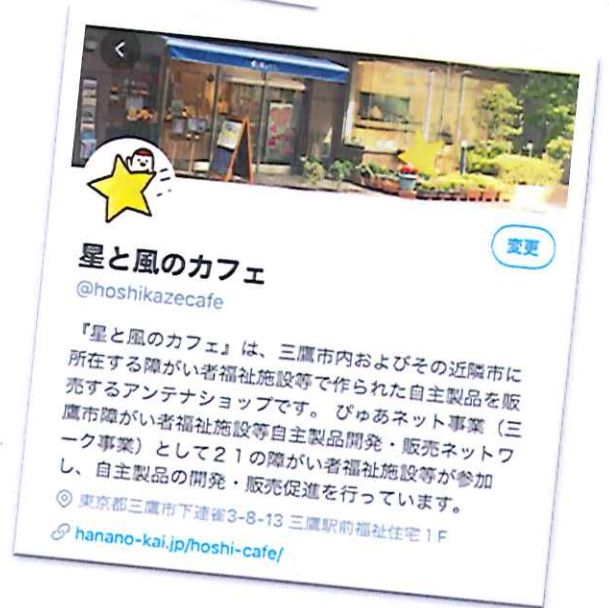 変更
星と風のカフェ
@hoshikazecafe
『星と風のカフェ』は、三鷹市内およびその近隣市に
所在する障がい者福祉施設等で作られた自主製品を販
売するアンテナショップです。 ぴゅあネット事業（三
鷹市障がい者福祉施設等自主製品開発・販売ネットワ
ーク事業）として２１の障がい者福祉施設等が参加
し、自主製品の開発・販売促進を行っています。
東京都三鷹市下連雀3-8-13 三鷹駅前福祉住宅１F
hanano-kai.jp/hoshi-cafe/